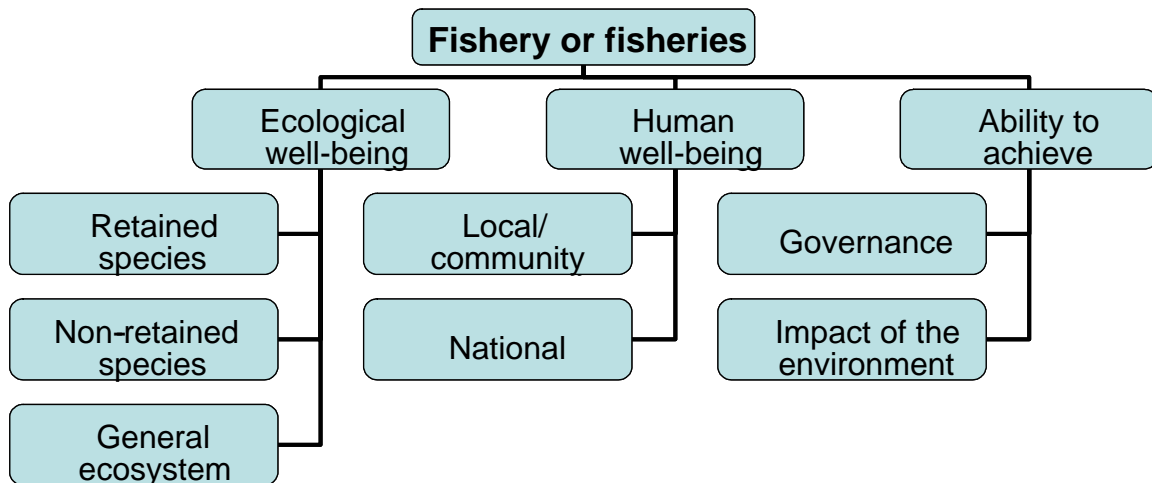 Fishery or fisheries
Ecological
well-being
Human
well-being
Ability to
achieve
Retained
species
Local/
community
Governance
Non-retained
species
National
Impact of the
environment
General
ecosystem